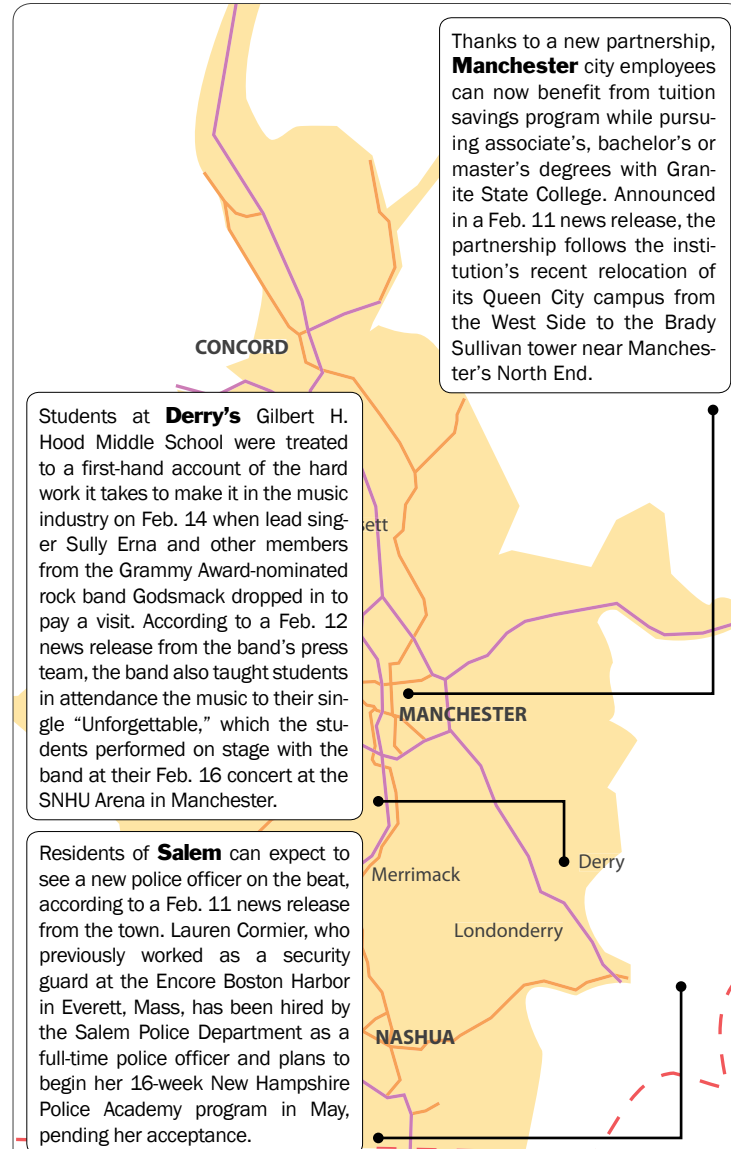 Thanks to a new partnership,
Manchester city employees
can now benefit from tuition
savings program while pursu-
ing associate's, bachelor's or
master's degrees with Gran-
ite State College. Announced
in a Feb. 11 news release, the
partnership follows the insti-
tution's recent relocation of
its Queen City campus from
the West Side to the Brady
Sullivan tower near Manches-
ter's North End.
CONCORD
Students at Derry's Gilbert H.
Hood Middle School were treated
to a first-hand account of the hard
work it takes to make it in the music
industry on Feb. 14 when lead sing-
er Sully Erna and other members
from the Grammy Award-nominated
rock band Godsmack dropped in to
pay a visit. According to a Feb. 12
news release from the band's press
team, the band also taught students
in attendance the music to their sin-
gle “Unforgettable,” which the stu-
dents performed on stage with the
band at their Feb. 16 concert at the
SNHU Arena in Manchester.
sett
MANCHESTER
Derry
Merrimack
Londonderry
NASHUA
Residents of Salem can expect to
see a new police officer on the beat,
according to a Feb. 11 news release
from the town. Lauren Cormier, who
previously worked as a security
guard at the Encore Boston Harbor
in Everett, Mass, has been hired by
the Salem Police Department as a
full-time police officer and plans to
begin her 16-week New Hampshire
Police Academy program in May,
pending her acceptance.